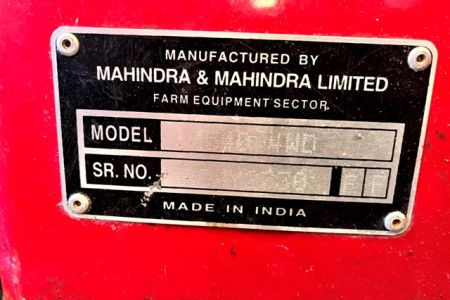 MANUFACTURED BY
MAHINDRA & MAHINDRA LIMITED
FARM EQUIPMENT SECTOR
MODEL
SR. NO.
MADE IN INDIA